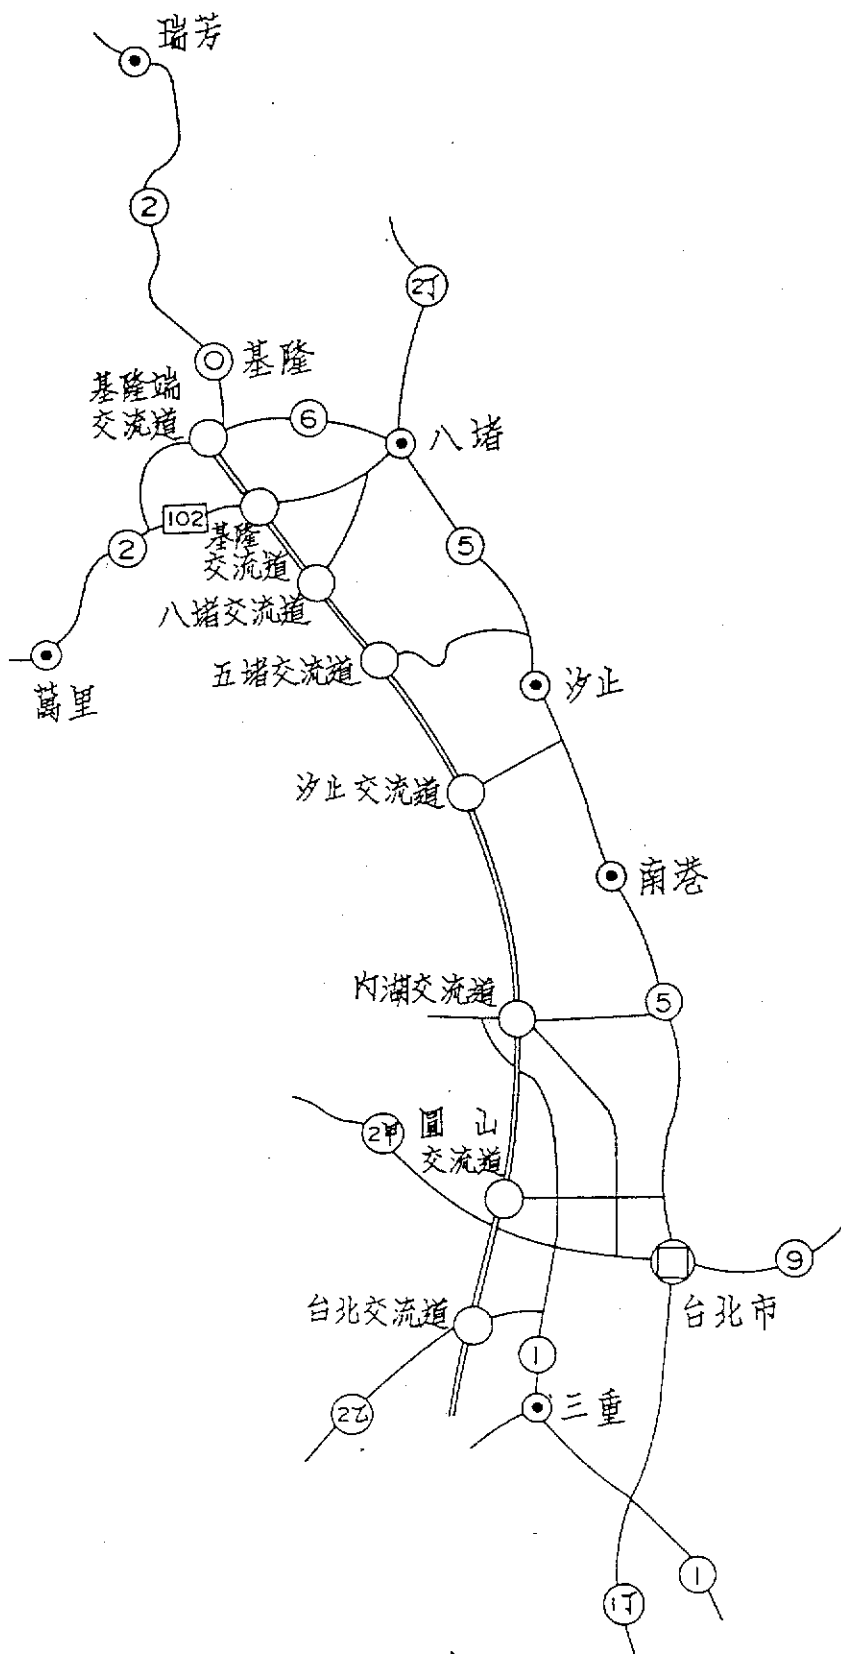 瑞芳
2
2丁
基隆
基隆端
交流道
6
八堵
102
2
基隆
交流道
5
八堵交流道
五堵交流道
萬里
汐止
汐止交流道
南港
內湖交流道
5
2甲
圓山
交流道
9
台北交流道
台北市
1
2乙
三重
1
1丁